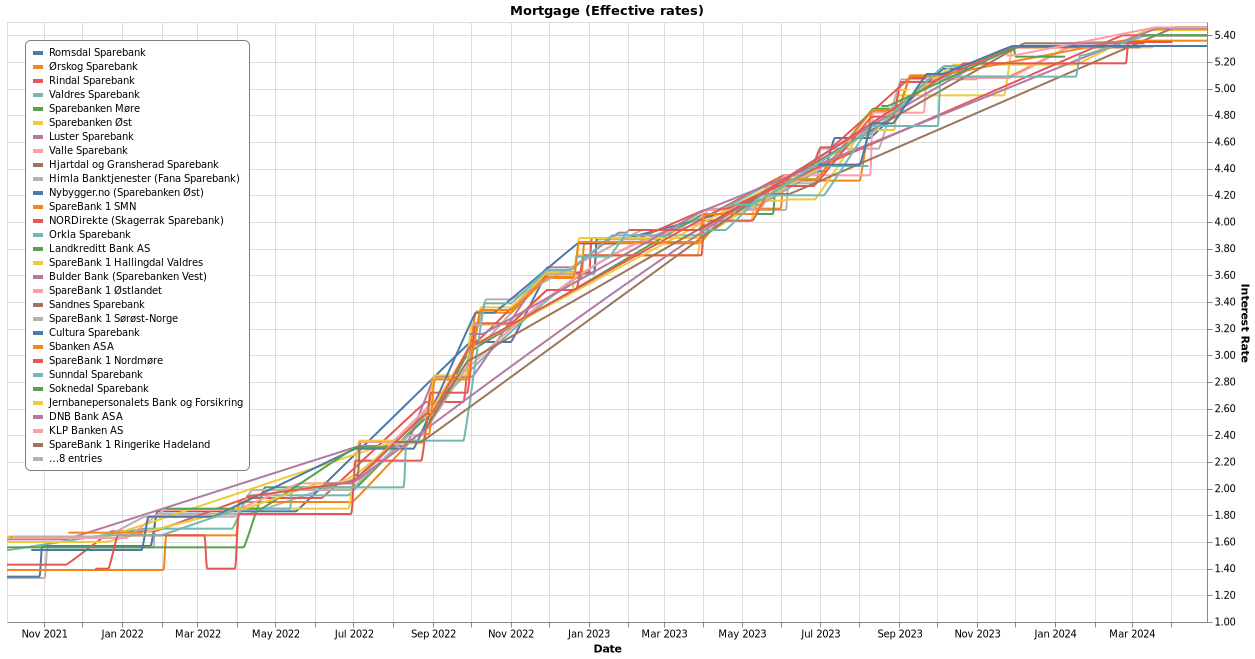 Mortgage (Effective rates)
Romsdal Sparebank
Ørskog Sparebank
Rindal Sparebank
Valdres Sparebank
Sparebanken Møre
Sparebanken Øst
Luster Sparebank
Valle Sparebank
Hjartdal og Gransherad Sparebank
Himla Banktjenester (Fana Sparebank)
Nybygger.no (Sparebanken Øst)
SpareBank 1 SMN
NORDirekte (Skagerrak Sparebank)
Orkla Sparebank
Landkreditt Bank AS
SpareBank 1 Hallingdal Valdres
Bulder Bank (Sparebanken Vest)
SpareBank 1 Østlandet
Sandnes Sparebank
SpareBank 1 Sørøst-Norge
Cultura Sparebank
Sbanken ASA
SpareBank 1 Nordmøre
Sunndal Sparebank
Soknedal Sparebank
Jernbanepersonalets Bank og Forsikring
DNB Bank ASA
KLP Banken AS
SpareBank 1 Ringerike Hadeland
...8 entries
5.40
5.20
5.00
4.80
4.60
4.40
4.20
4.00
3.80
3.60
3.40
3.20
3.00
2.80
2.60
2.40
2.20
2.00
1.80
1.60
1.40
1.20
1.00
Interest Rate
Nov 2021 Jan 2022 Mar 2022 May 2022 Jul 2022 Sep 2022 Nov 2022 Jan 2023 Mar 2023 May 2023 Jul 2023 Sep 2023 Nov 2023 Jan 2024 Mar 2024
Date